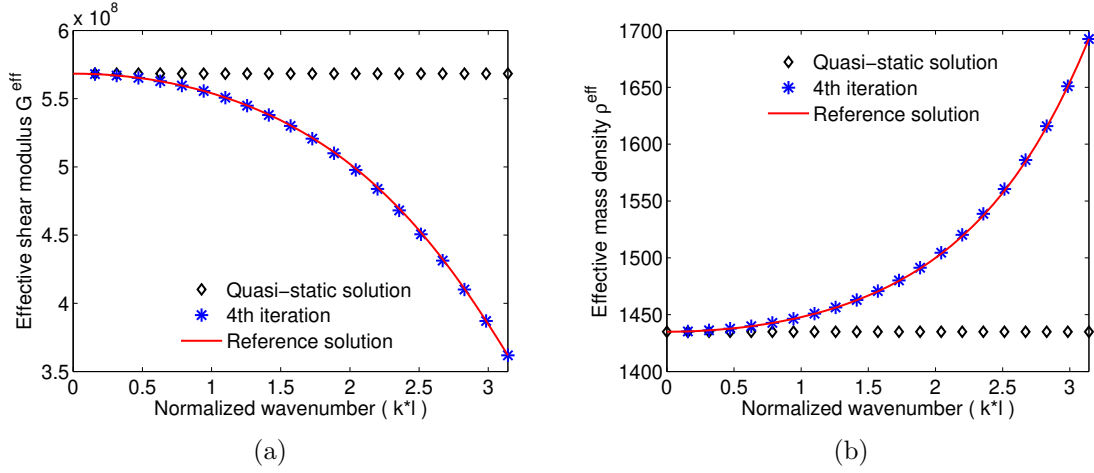 × 10⁸
6
5.5
5
4.5
4
3.5
0 0.5 1 1.5 2 2.5 3
Effective shear modulus G^eff
Normalized wavenumber ( k*l )
Quasi-static solution
4th iteration
Reference solution
(a)
1700
1650
1600
1550
1500
1450
1400
0 0.5 1 1.5 2 2.5 3
Effective mass density ρ^eff
Normalized wavenumber ( k*l )
Quasi-static solution
4th iteration
Reference solution
(b)